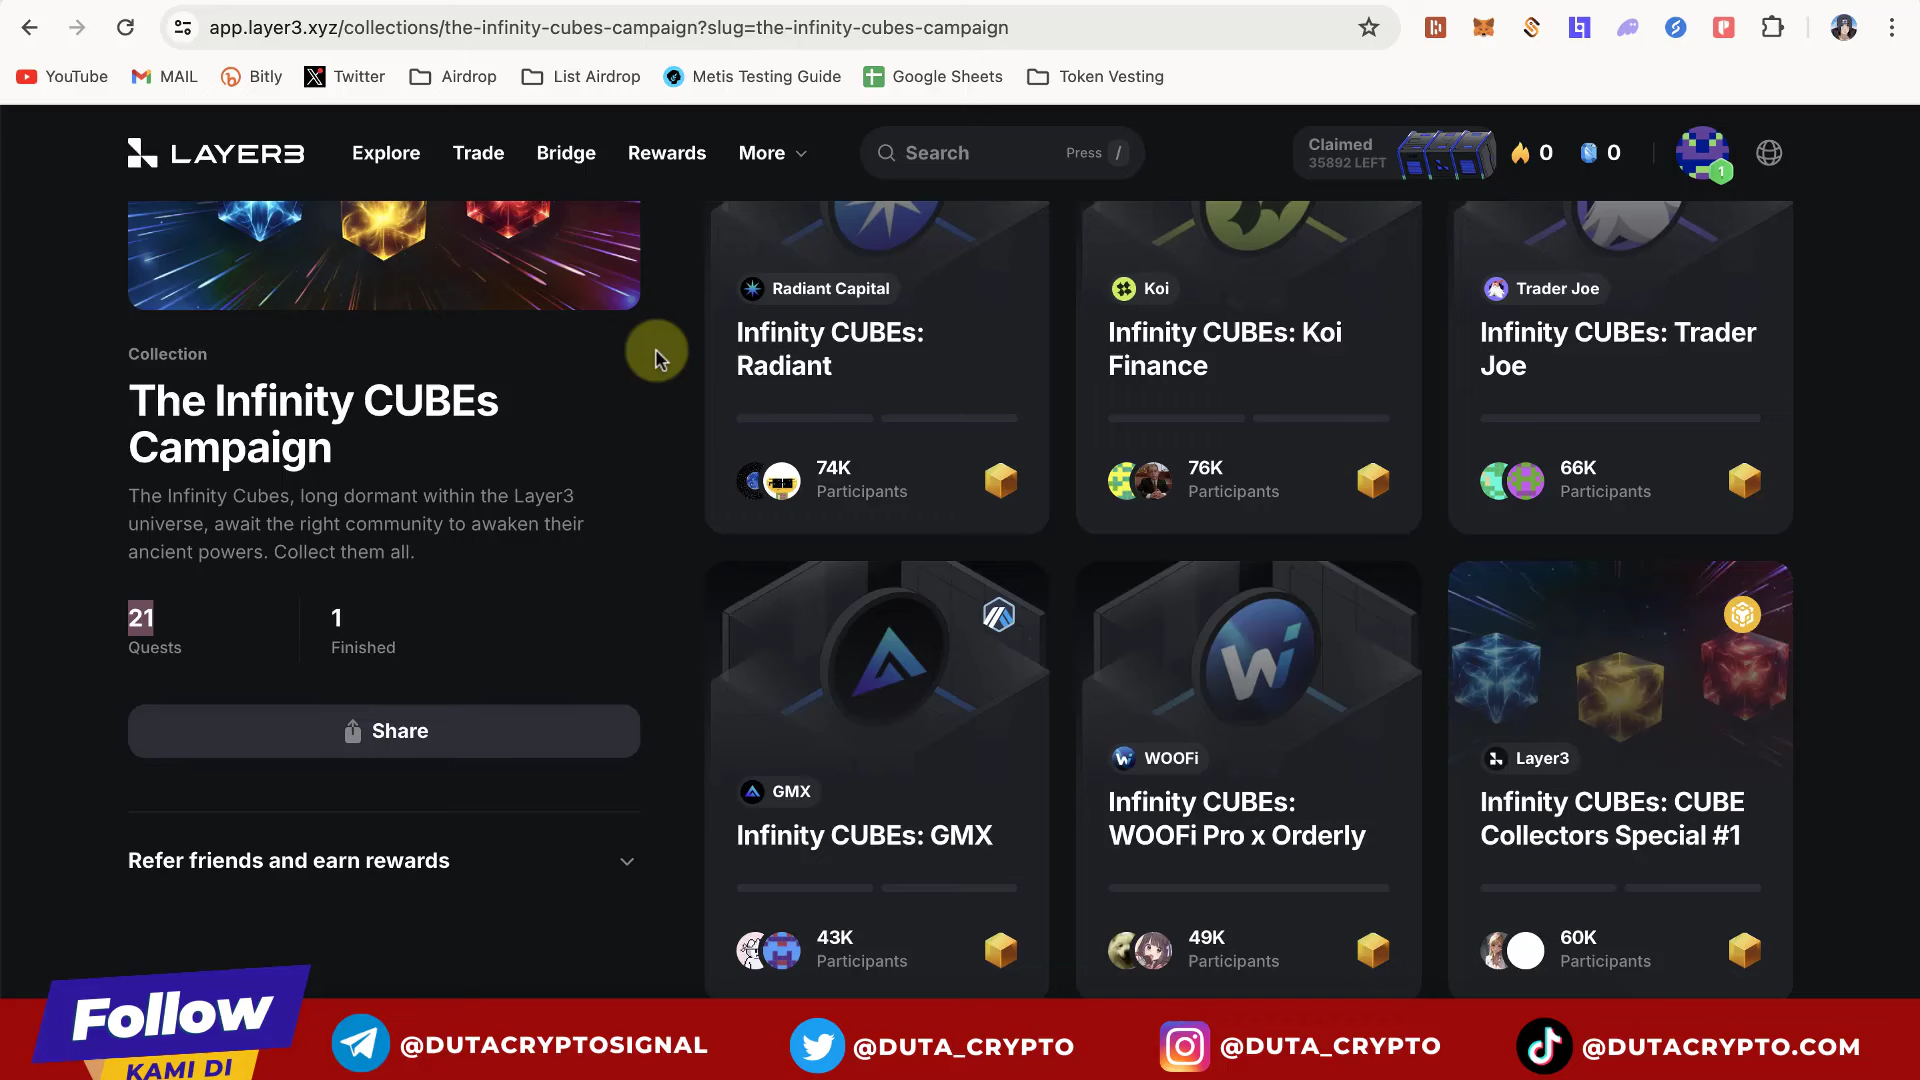 app.layer3.xyz/collections/the-infinity-cubes-campaign?slug=the-infinity-cubes-campaign
YouTube MAIL Bitly Twitter Airdrop List Airdrop Metis Testing Guide Google Sheets Token Vesting
LAYER3 Explore Trade Bridge Rewards More Search Press / Claimed 35892 LEFT 0 0 1
Collection
The Infinity CUBEs
Campaign
The Infinity Cubes, long dormant within the Layer3
universe, await the right community to awaken their
ancient powers. Collect them all.
21
Quests
1
Finished
Share
Refer friends and earn rewards
Radiant Capital
Infinity CUBEs:
Radiant
74K
Participants
Koi
Infinity CUBEs: Koi
Finance
76K
Participants
Trader Joe
Infinity CUBEs: Trader
Joe
66K
Participants
GMX
Infinity CUBEs: GMX
43K
Participants
WOOFi
Infinity CUBEs:
WOOFi Pro x Orderly
49K
Participants
Layer3
Infinity CUBEs: CUBE
Collectors Special #1
60K
Participants
Follow
KAMI DI
@DUTACRYPTOSIGNAL @DUTA_CRYPTO @DUTA_CRYPTO @DUTACRYPTO.COM